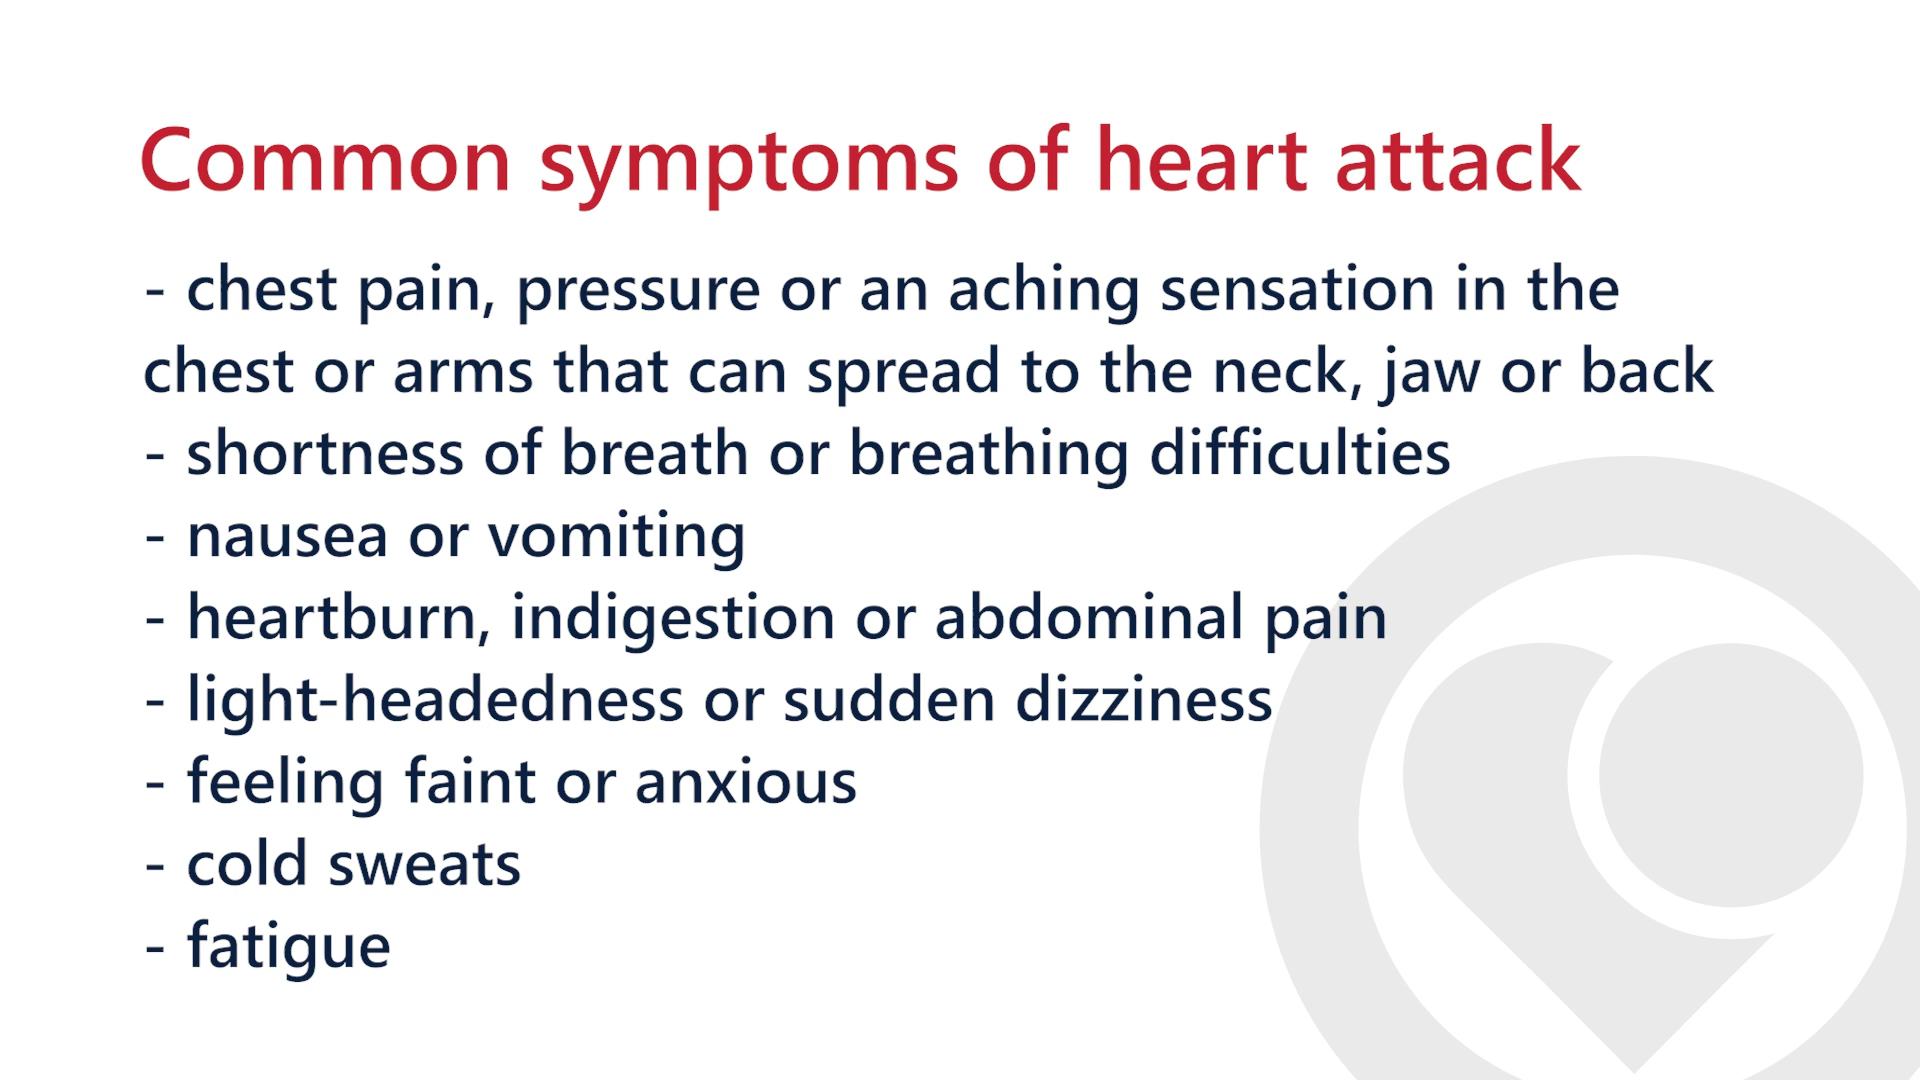 Common symptoms of heart attack
- chest pain, pressure or an aching sensation in the
chest or arms that can spread to the neck, jaw or back
- shortness of breath or breathing difficulties
- nausea or vomiting
- heartburn, indigestion or abdominal pain
- light-headedness or sudden dizziness
- feeling faint or anxious
- cold sweats
- fatigue